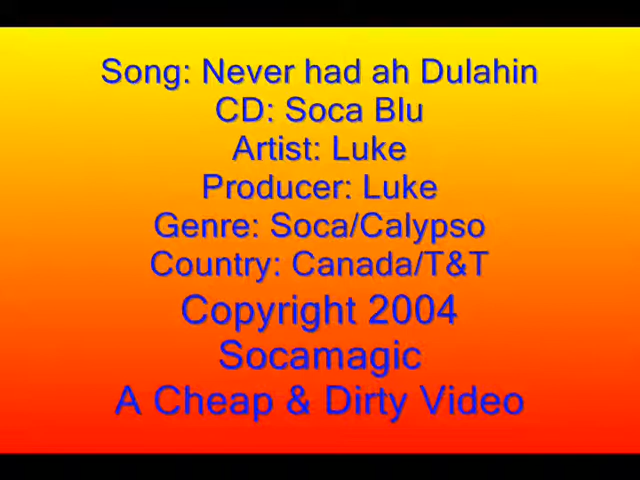 Song: Never had ah Dulahin
CD: Soca Blu
Artist: Luke
Producer: Luke
Genre: Soca/Calypso
Country: Canada/T&T
Copyright 2004
Socamagic
A Cheap & Dirty Video